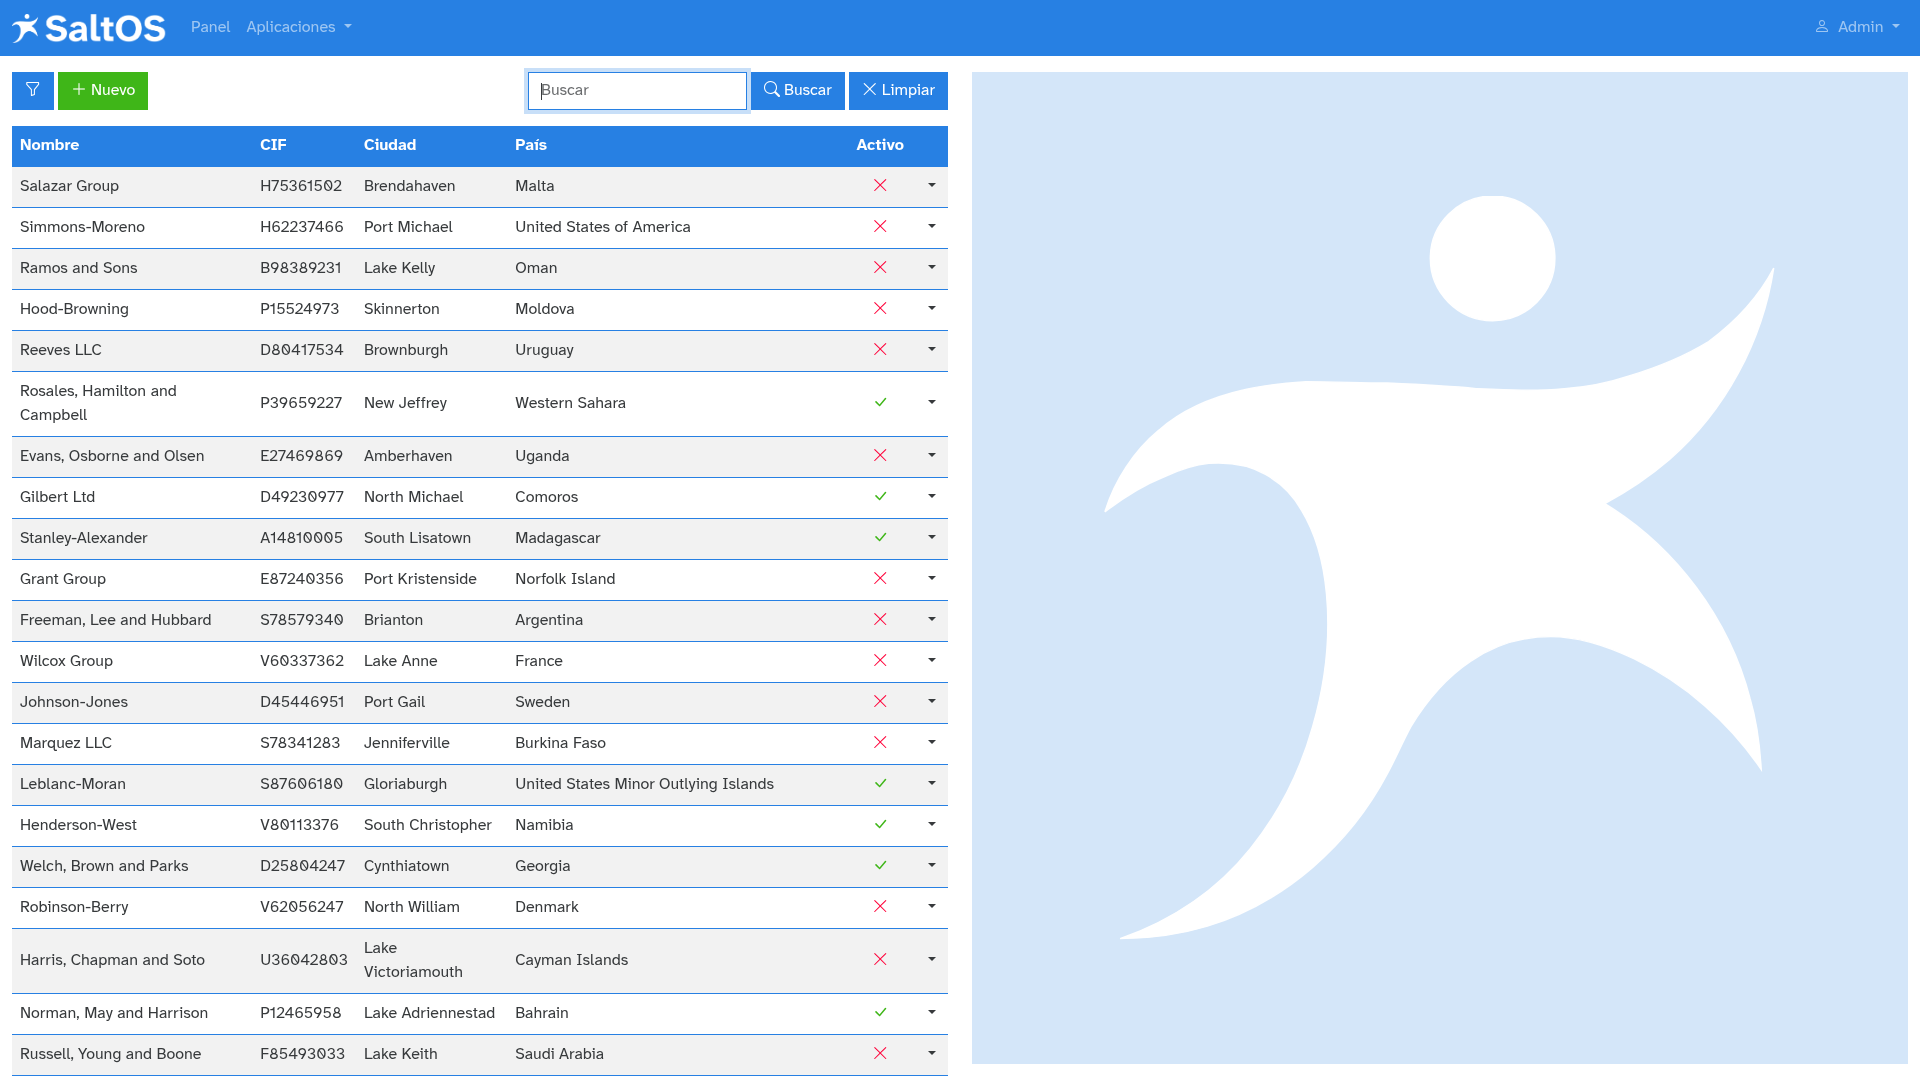 SaltOS Panel Aplicaciones Admin
Nuevo Buscar Buscar Limpiar
Nombre CIF Ciudad País Activo
Salazar Group H75361502 Brendahaven Malta
Simmons-Moreno H62237466 Port Michael United States of America
Ramos and Sons B98389231 Lake Kelly Oman
Hood-Browning P15524973 Skinnerton Moldova
Reeves LLC D80417534 Brownburgh Uruguay
Rosales, Hamilton and
Campbell P39659227 New Jeffrey Western Sahara
Evans, Osborne and Olsen E27469869 Amberhaven Uganda
Gilbert Ltd D49230977 North Michael Comoros
Stanley-Alexander A14810005 South Lisatown Madagascar
Grant Group E87240356 Port Kristenside Norfolk Island
Freeman, Lee and Hubbard S78579340 Brianton Argentina
Wilcox Group V60337362 Lake Anne France
Johnson-Jones D45446951 Port Gail Sweden
Marquez LLC S78341283 Jenniferville Burkina Faso
Leblanc-Moran S87606180 Gloriaburgh United States Minor Outlying Islands
Henderson-West V80113376 South Christopher Namibia
Welch, Brown and Parks D25804247 Cynthiatown Georgia
Robinson-Berry V62056247 North William Denmark
Harris, Chapman and Soto U36042803 Lake
Victoriamouth Cayman Islands
Norman, May and Harrison P12465958 Lake Adriennestad Bahrain
Russell, Young and Boone F85493033 Lake Keith Saudi Arabia